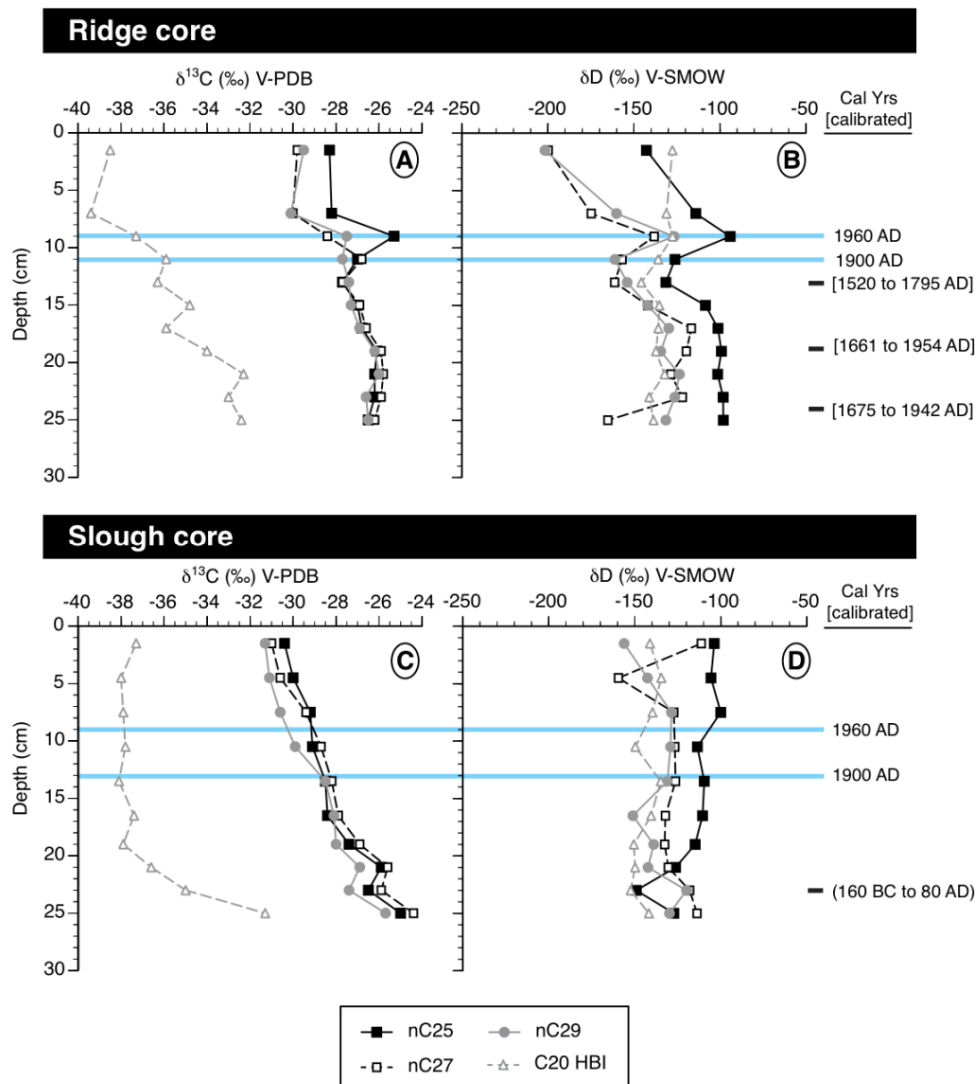 Ridge core
δ13C (‰) V-PDB δD (‰) V-SMOW
-40 -38 -36 -34 -32 -30 -28 -26 -24 -250 -200 -150 -100 -50
Cal Yrs
[calibrated]
0
5
10
15
20
25
30
Depth (cm)
A
B
1960 AD
1900 AD
[1520 to 1795 AD]
[1661 to 1954 AD]
[1675 to 1942 AD]
Slough core
δ13C (‰) V-PDB δD (‰) V-SMOW
-40 -38 -36 -34 -32 -30 -28 -26 -24 -250 -200 -150 -100 -50
Cal Yrs
[calibrated]
0
5
10
15
20
25
30
Depth (cm)
C
D
1960 AD
1900 AD
(160 BC to 80 AD)
nC25 nC29
nC27 C20 HBI